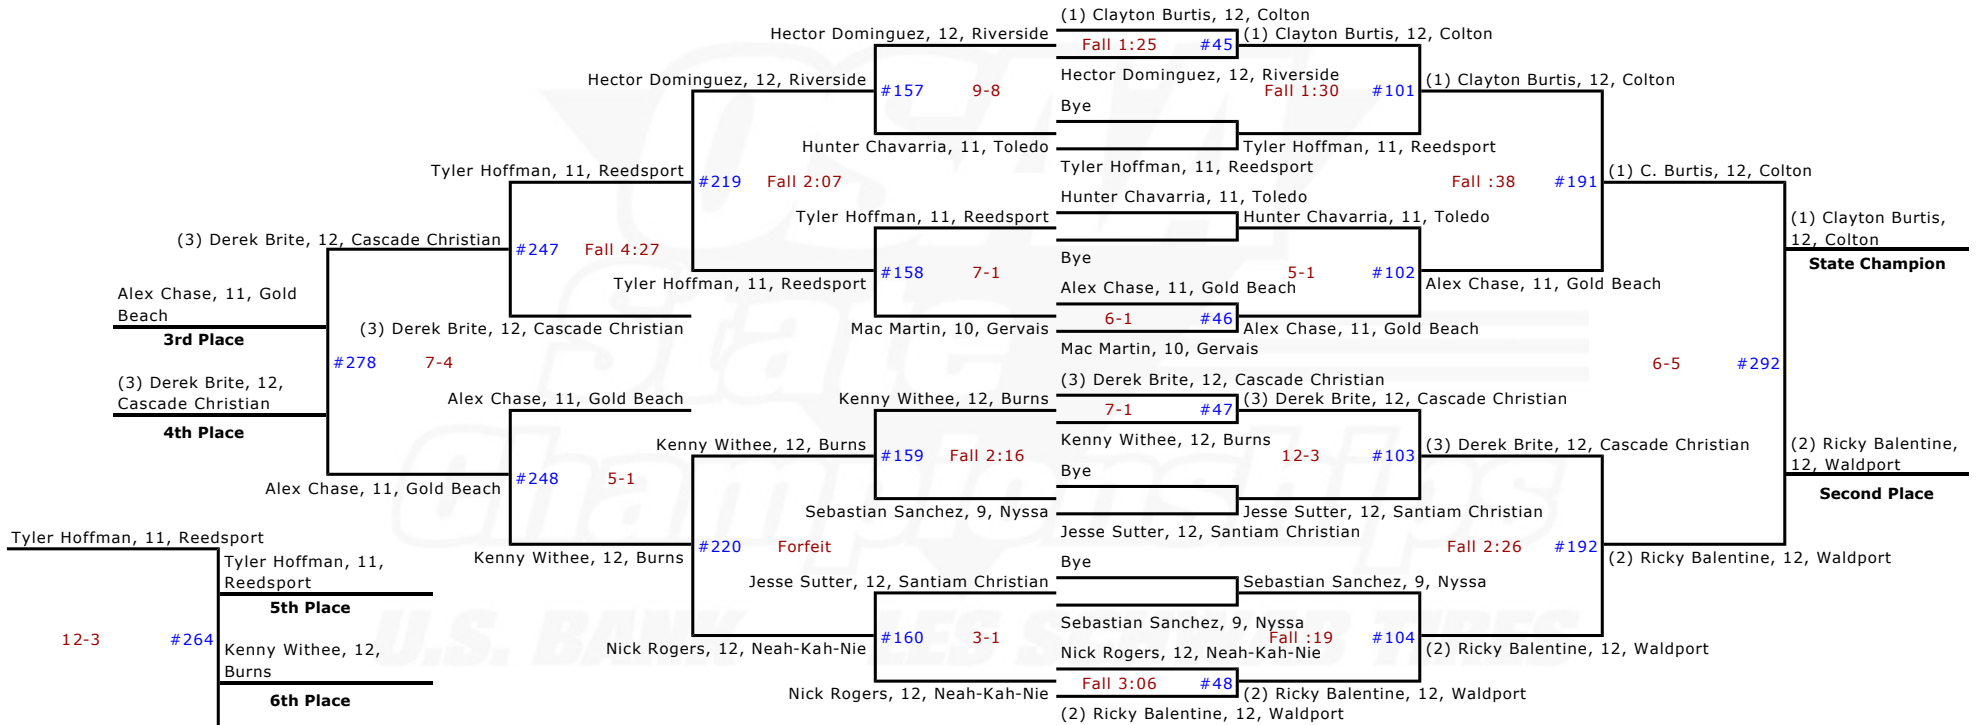 (1) Clayton Burtis, 12, Colton
Hector Dominguez, 12, Riverside
Fall 1:25 #45
(1) Clayton Burtis, 12, Colton
Hector Dominguez, 12, Riverside
Hector Dominguez, 12, Riverside
(1) Clayton Burtis, 12, Colton
#157 9-8
Fall 1:30 #101
Bye
Hunter Chavarria, 11, Toledo
Tyler Hoffman, 11, Reedsport
Tyler Hoffman, 11, Reedsport
Tyler Hoffman, 11, Reedsport
(1) C. Burtis, 12, Colton
#219 Fall 2:07
Fall :38 #191
Hunter Chavarria, 11, Toledo
Tyler Hoffman, 11, Reedsport
Hunter Chavarria, 11, Toledo
(1) Clayton Burtis,
12, Colton
State Champion
(3) Derek Brite, 12, Cascade Christian
#247 Fall 4:27
Bye
#158 7-1
5-1 #102
Tyler Hoffman, 11, Reedsport
Alex Chase, 11, Gold Beach
Alex Chase, 11, Gold Beach
Alex Chase, 11, Gold
Beach
3rd Place
6-1 #46
(3) Derek Brite, 12, Cascade Christian
Mac Martin, 10, Gervais
Alex Chase, 11, Gold Beach
Mac Martin, 10, Gervais
#278 7-4
6-5 #292
(3) Derek Brite, 12,
Cascade Christian
4th Place
(3) Derek Brite, 12, Cascade Christian
Alex Chase, 11, Gold Beach
Kenny Withee, 12, Burns
7-1 #47
(3) Derek Brite, 12, Cascade Christian
Kenny Withee, 12, Burns
Kenny Withee, 12, Burns
(3) Derek Brite, 12, Cascade Christian
(2) Ricky Balentine,
12, Waldport
Second Place
#159 Fall 2:16
12-3 #103
Bye
#248 5-1
Alex Chase, 11, Gold Beach
Sebastian Sanchez, 9, Nyssa
Jesse Sutter, 12, Santiam Christian
Jesse Sutter, 12, Santiam Christian
Tyler Hoffman, 11, Reedsport
Kenny Withee, 12, Burns
#220 Forfeit
Fall 2:26 #192
(2) Ricky Balentine, 12, Waldport
Tyler Hoffman, 11,
Reedsport
5th Place
Bye
Jesse Sutter, 12, Santiam Christian
Sebastian Sanchez, 9, Nyssa
Sebastian Sanchez, 9, Nyssa
12-3 #264
#160 3-1
Fall :19 #104
Kenny Withee, 12,
Burns
6th Place
Nick Rogers, 12, Neah-Kah-Nie
Nick Rogers, 12, Neah-Kah-Nie
(2) Ricky Balentine, 12, Waldport
Fall 3:06 #48
Nick Rogers, 12, Neah-Kah-Nie
(2) Ricky Balentine, 12, Waldport
(2) Ricky Balentine, 12, Waldport
OSAA
State
Championships
U.S. BANK LES SCHWAB TIRES